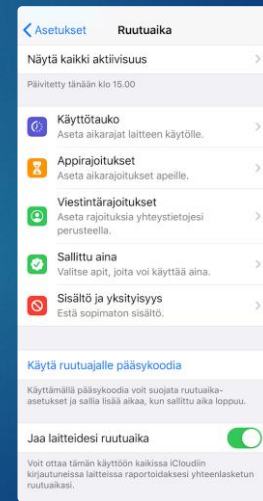 Asetukset Ruutuaika
Näytä kaikki aktiivisuus
Päivitetty tänään klo 15.00
Käyttötauko
Aseta aikarajat laitteen käytölle.
Appirajoitukset
Aseta aikarajoitukset apeille.
Viestintärajoitukset
Aseta rajoituksia yhteystietojesi
perusteella.
Sallittu aina
Valitse apit, joita voi käyttää aina.
Sisältö ja yksityisyys
Estä sopimaton sisältö.
Käytä ruutuajalle pääsykoodia
Käyttämällä pääsykoodia voit suojata ruutuaika-
asetukset ja sallia lisää aikaa, kun sallittu aika loppuu.
Jaa laitteidesi ruutuaika
Voit ottaa tämän käyttöön kaikissa iCloudiin
kirjautuneissa laitteissa raportoidaksesi yhteenlasketun
ruutuaikasi.